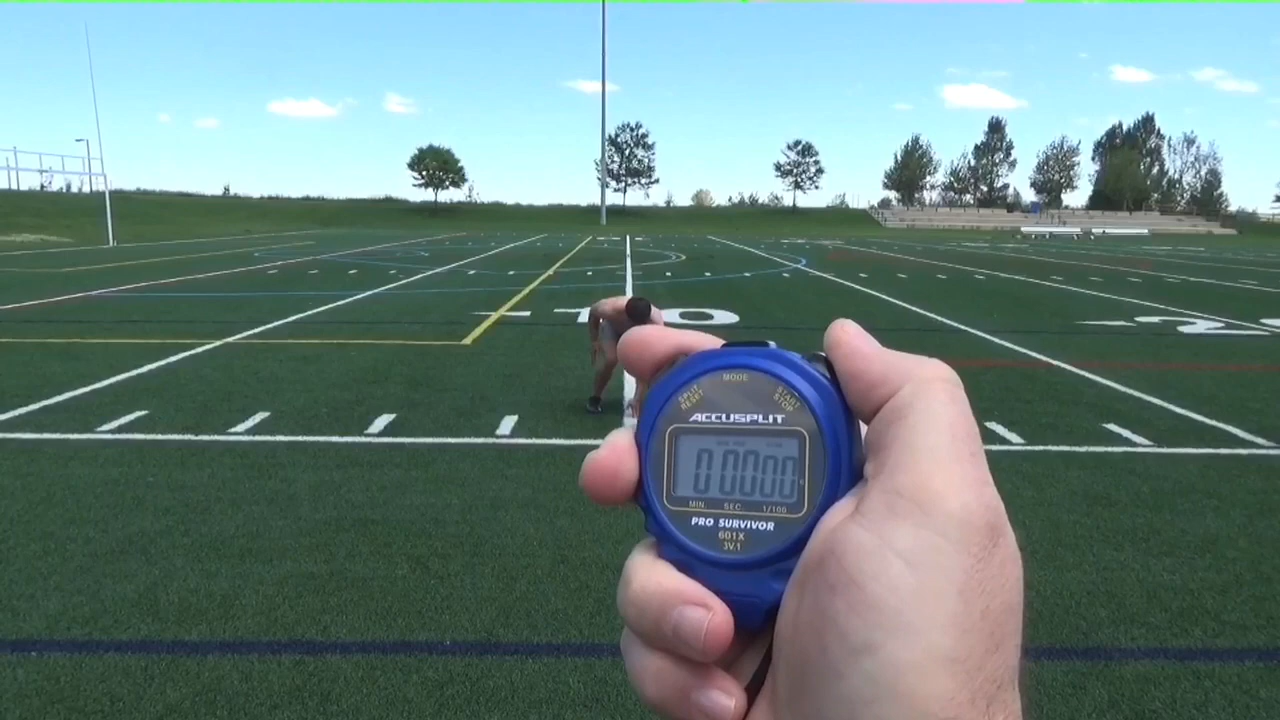 10
2
MODE
SPLIT
RESET
START
STOP
ACCUSPLIT
0 00 00
MIN. SEC. 1/100
PRO SURVIVOR
601X
3V.1